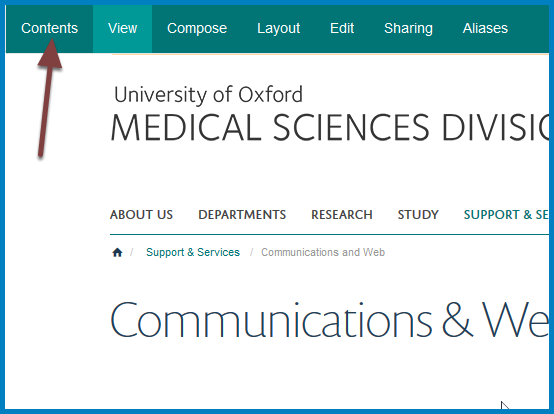 Contents View Compose Layout Edit Sharing Aliases
University of Oxford
MEDICAL SCIENCES DIVISIO
ABOUT US DEPARTMENTS RESEARCH STUDY SUPPORT & SE
/ Support & Services / Communications and Web
Communications & We